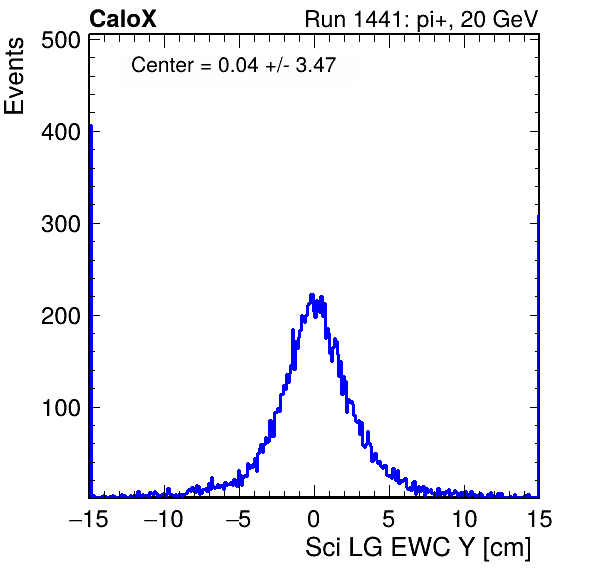 CaloX Run 1441: pi+, 20 GeV
Events
Center = 0.04 +/- 3.47
500
400
300
200
100
−15 −10 −5 0 5 10 15
Sci LG EWC Y [cm]